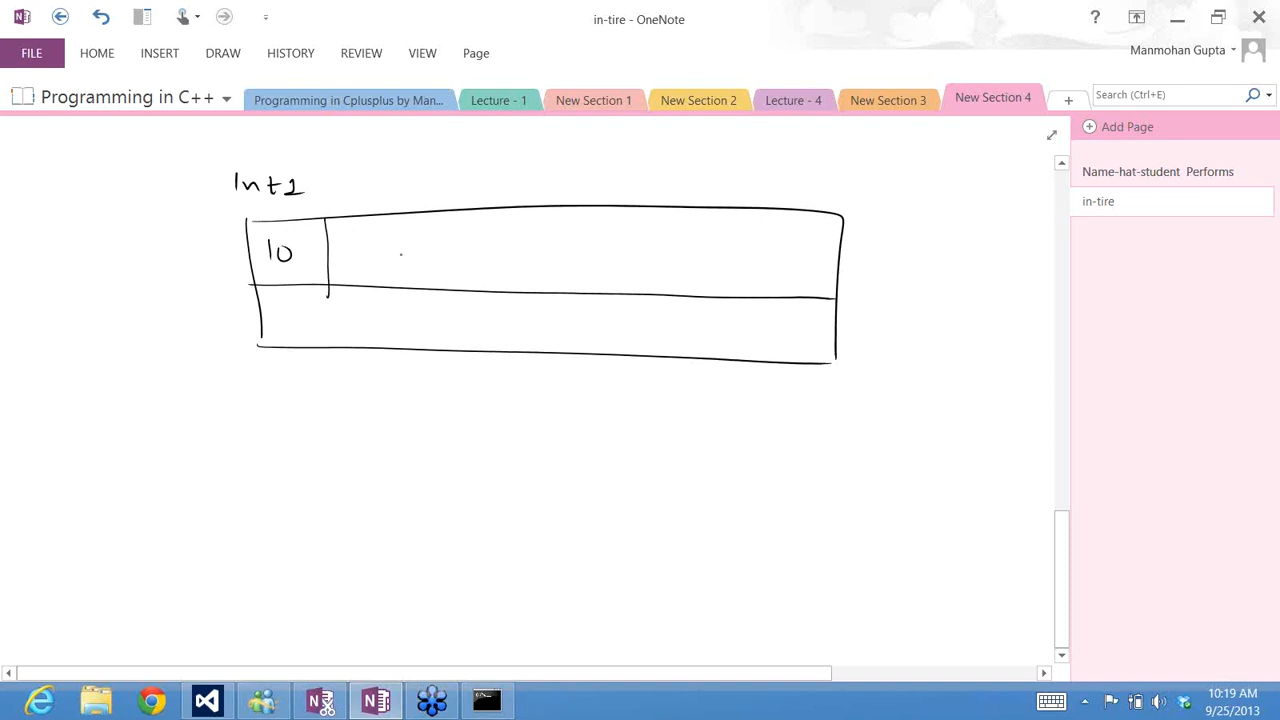 in-tire - OneNote
?
Manmohan Gupta
FILE HOME INSERT DRAW HISTORY REVIEW VIEW Page
Programming in C++
Programming in Cplusplus by Man... Lecture - 1 New Section 1 New Section 2 Lecture - 4 New Section 3 New Section 4 +
Search (Ctrl+E)
Add Page
Name-hat-student Performs
in-tire
Int1
10
10:19 AM
9/25/2013